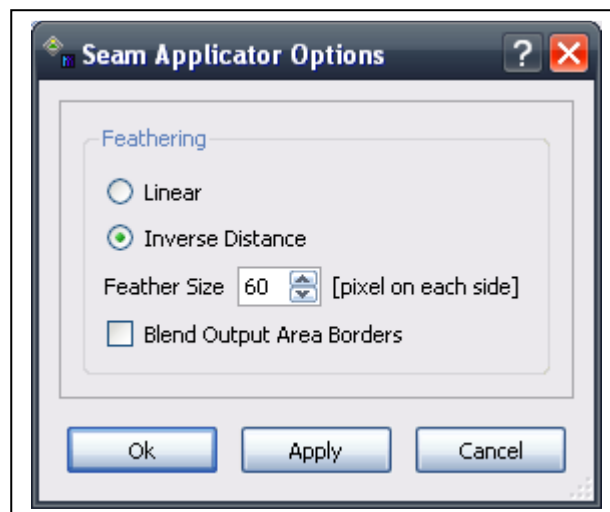 Seam Applicator Options
Feathering
Linear
Inverse Distance
Feather Size 60 [pixel on each side]
Blend Output Area Borders
Ok Apply Cancel